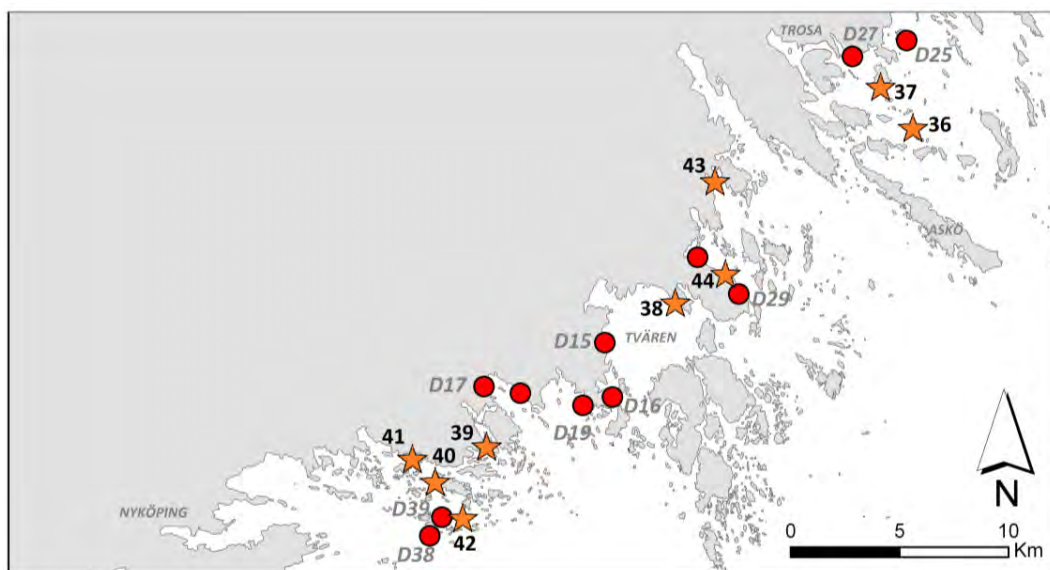 TROSA
D27
D25
37
36
43
ASKÖ
44
D29
38
D15
TVÄREN
D17
D16
D19
39
41
40
NYKÖPING
D39
42
D38
N
0 5 10
Km